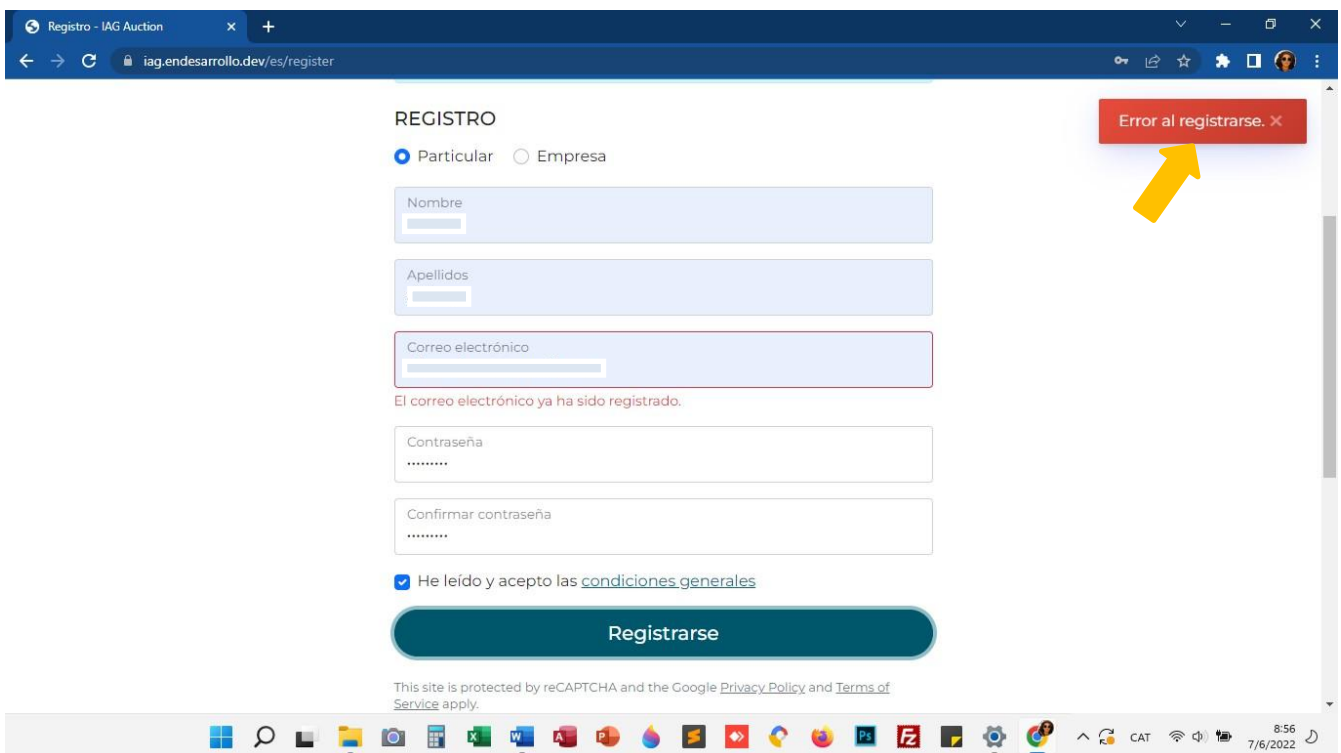 Registro - IAG Auction
iag.endesarrollo.dev/es/register
Error al registrarse.
REGISTRO
Particular Empresa
Nombre
Apellidos
Correo electrónico
El correo electrónico ya ha sido registrado.
Contraseña
•••••••••
Confirmar contraseña
•••••••••
He leído y acepto las condiciones generales
Registrarse
This site is protected by reCAPTCHA and the Google Privacy Policy and Terms of
Service apply.
CAT
8:56
7/6/2022